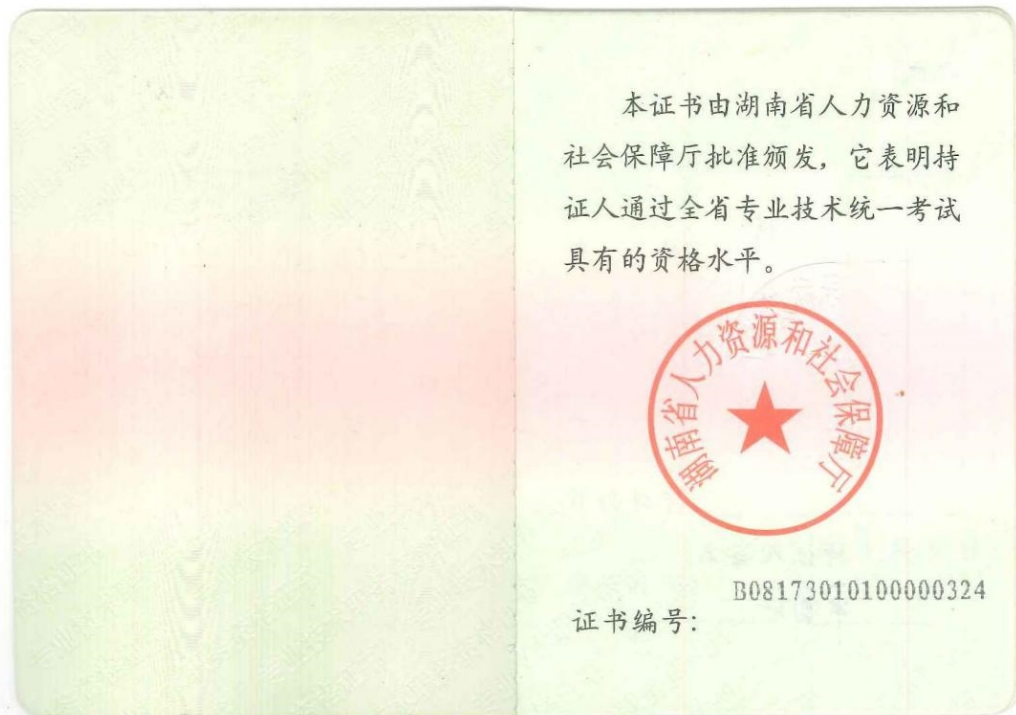 本证书由湖南省人力资源和
社会保障厅批准颁发，它表明持
证人通过全省专业技术统一考试
具有的资格水平。
湖南省人力资源和社会保障厅
B08173010100000324
证书编号：